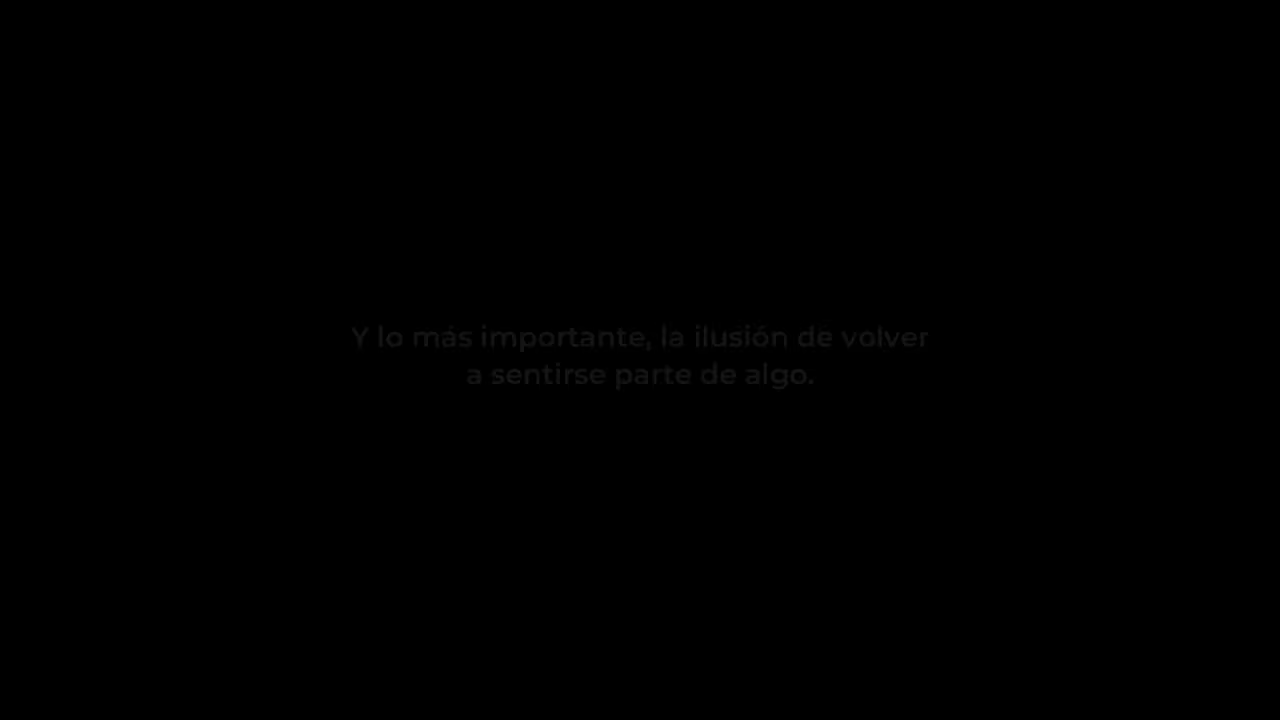 Y lo más importante, la ilusión de volver
a sentirse parte de algo.